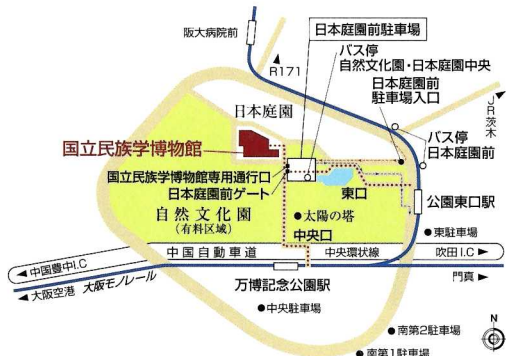 阪大病院前
日本庭園前駐車場
バス停
自然文化園・日本庭園中央
R171
日本庭園前
駐車場入口
JR茨木
日本庭園
バス停
日本庭園前
国立民族学博物館
国立民族学博物館専用通行口
日本庭園前ゲート
東口
公園東口駅
自然文化園
(有料区域)
太陽の塔
中央口
東駐車場
中国自動車道
中央環状線
吹田I.C
中国豊中I.C
大阪空港
大阪モノレール
万博記念公園駅
門真
中央駐車場
南第2駐車場
南第1駐車場
N